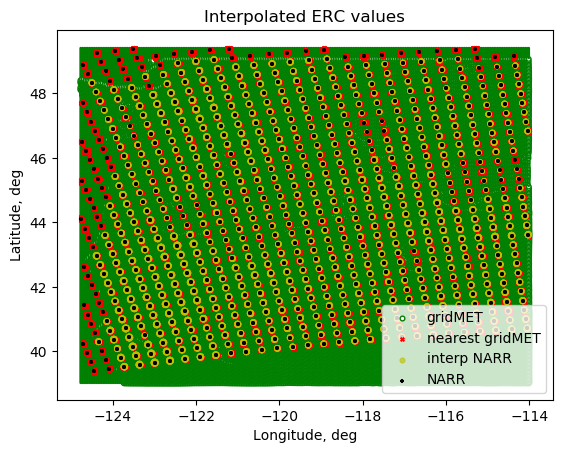 Interpolated ERC values
Latitude, deg
48
46
44
42
40
−124
−122
−120
−118
−116
−114
Longitude, deg
gridMET
nearest gridMET
interp NARR
NARR